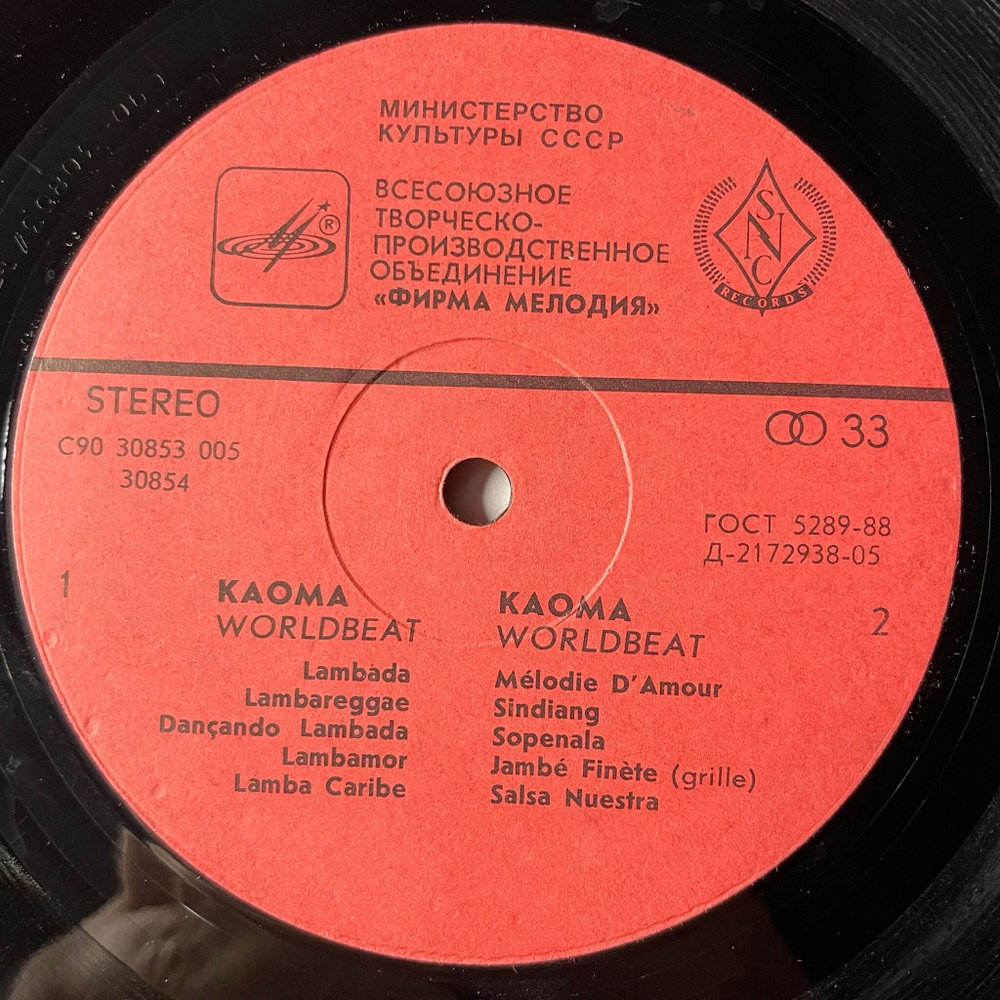 МИНИСТЕРСТВО
КУЛЬТУРЫ СССР
ВСЕСОЮЗНОЕ
ТВОРЧЕСКО-
ПРОИЗВОДСТВЕННОЕ
ОБЪЕДИНЕНИЕ
«ФИРМА МЕЛОДИЯ»
®
SNC
RECORDS
STEREO
33
С90 30853 005
30854
ГОСТ 5289-88
Д-2172938-05
1
KAOMA
WORLDBEAT
Lambada
Lambareggae
Dançando Lambada
Lambamor
Lamba Caribe
2
KAOMA
WORLDBEAT
Mélodie D'Amour
Sindiang
Sopenala
Jambé Finète (grille)
Salsa Nuestra